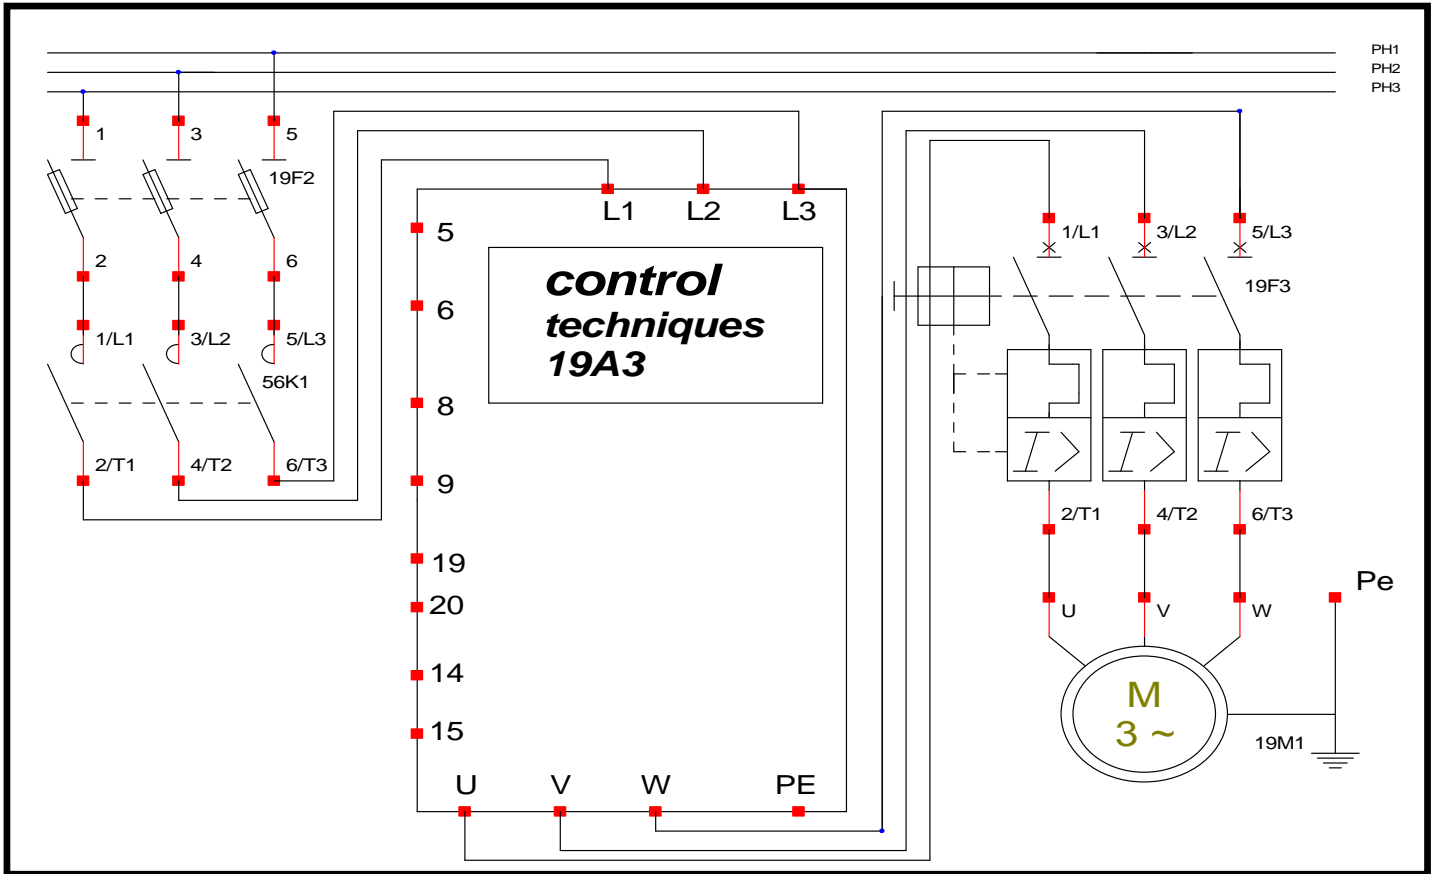 PH1
PH2
PH3
1 3 5
19F2
2 4 6
1/L1 3/L2 5/L3
56K1
2/T1 4/T2 6/T3
L1 L2 L3
5
6
8
9
19
20
14
15
control
techniques
19A3
U V W PE
1/L1 3/L2 5/L3
19F3
2/T1 4/T2 6/T3
U V W
Pe
M
3 ~
19M1